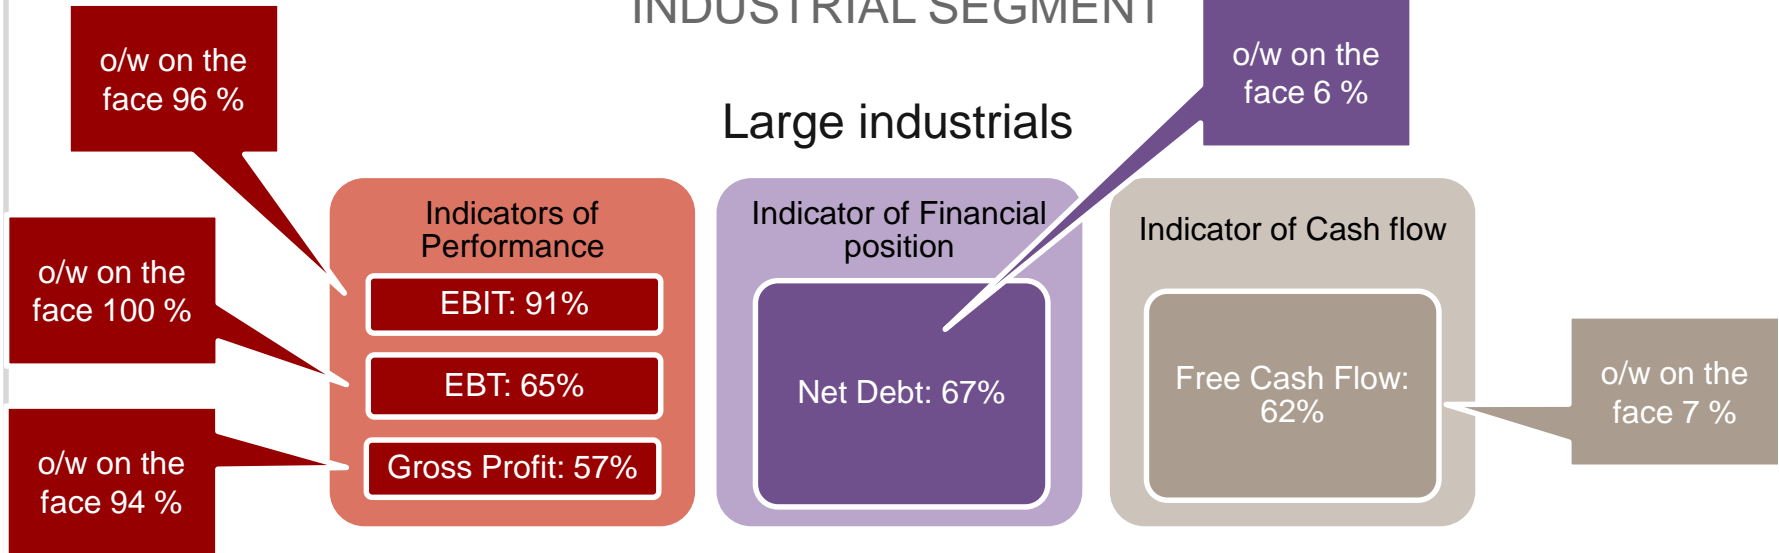 INDUSTRIAL SEGMENT
o/w on the
face 96 %
o/w on the
face 6 %
Large industrials
Indicators of
Performance
Indicator of Financial
position
Indicator of Cash flow
o/w on the
face 100 %
EBIT: 91%
EBT: 65%
Gross Profit: 57%
Net Debt: 67%
Free Cash Flow:
62%
o/w on the
face 7 %
o/w on the
face 94 %